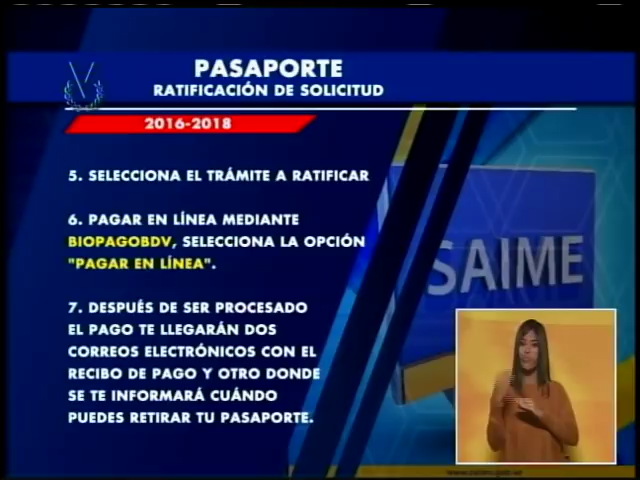 PASAPORTE
RATIFICACIÓN DE SOLICITUD
2016-2018
5. SELECCIONA EL TRÁMITE A RATIFICAR
6. PAGAR EN LÍNEA MEDIANTE
BIOPAGOBDV, SELECCIONA LA OPCIÓN
"PAGAR EN LÍNEA".
7. DESPUÉS DE SER PROCESADO
EL PAGO TE LLEGARÁN DOS
CORREOS ELECTRÓNICOS CON EL
RECIBO DE PAGO Y OTRO DONDE
SE TE INFORMARÁ CUÁNDO
PUEDES RETIRAR TU PASAPORTE.
SAIME